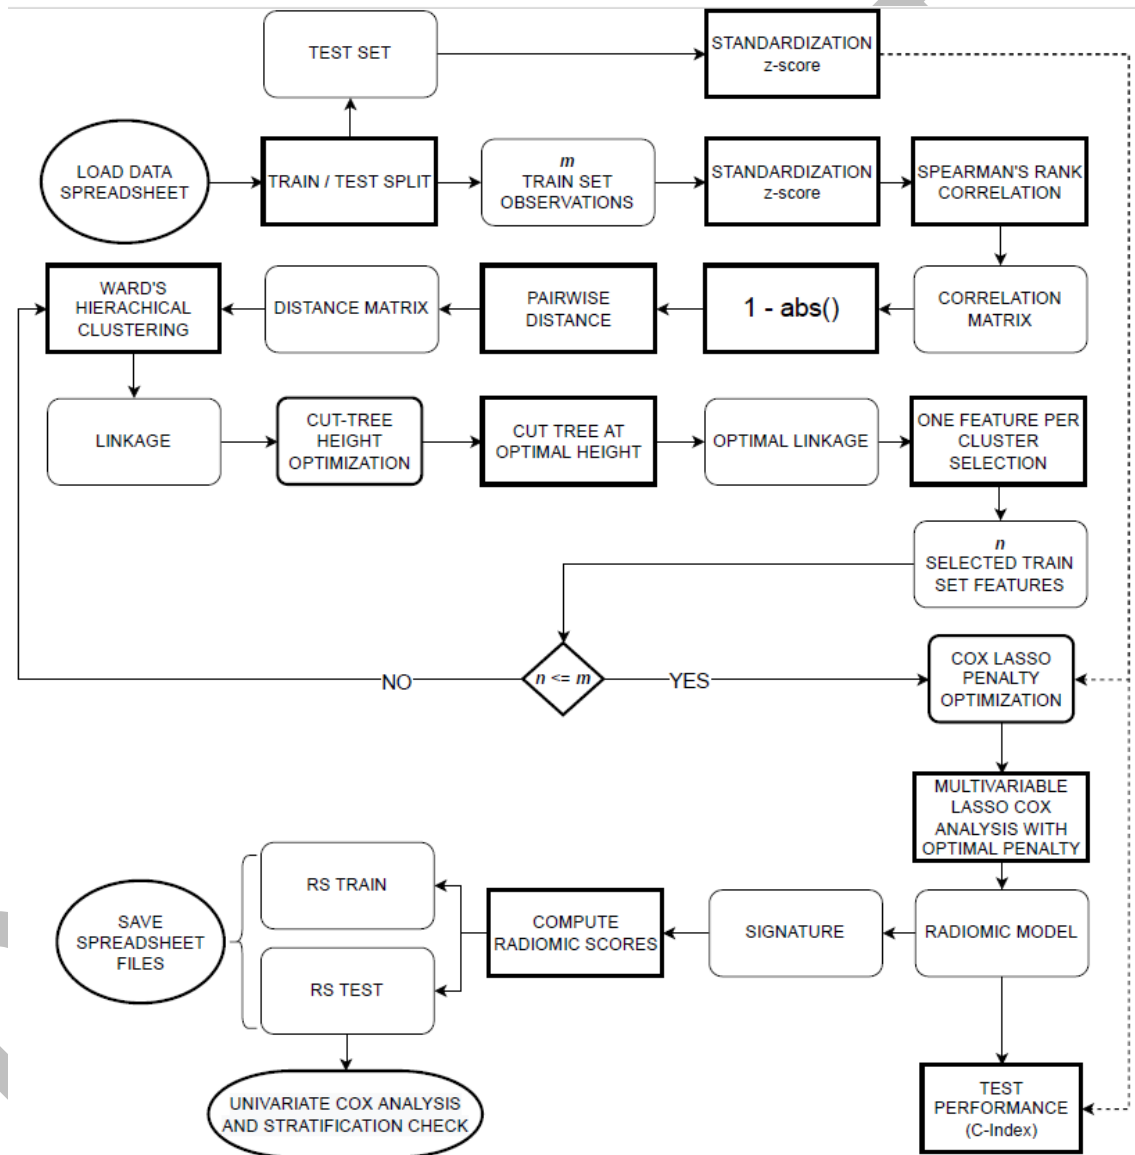 TEST SET
STANDARDIZATION
z-score
LOAD DATA
SPREADSHEET
TRAIN / TEST SPLIT
m
TRAIN SET
OBSERVATIONS
STANDARDIZATION
z-score
SPEARMAN'S RANK
CORRELATION
WARD'S
HIERACHICAL
CLUSTERING
DISTANCE MATRIX
PAIRWISE
DISTANCE
1 - abs()
CORRELATION
MATRIX
LINKAGE
CUT-TREE
HEIGHT
OPTIMIZATION
CUT TREE AT
OPTIMAL HEIGHT
OPTIMAL LINKAGE
ONE FEATURE PER
CLUSTER
SELECTION
n
SELECTED TRAIN
SET FEATURES
NO
n <= m
YES
COX LASSO
PENALTY
OPTIMIZATION
MULTIVARIABLE
LASSO COX
ANALYSIS WITH
OPTIMAL PENALTY
RS TRAIN
SAVE
SPREADSHEET
FILES
COMPUTE
RADIOMIC SCORES
SIGNATURE
RADIOMIC MODEL
RS TEST
UNIVARIATE COX ANALYSIS
AND STRATIFICATION CHECK
TEST
PERFORMANCE
(C-Index)